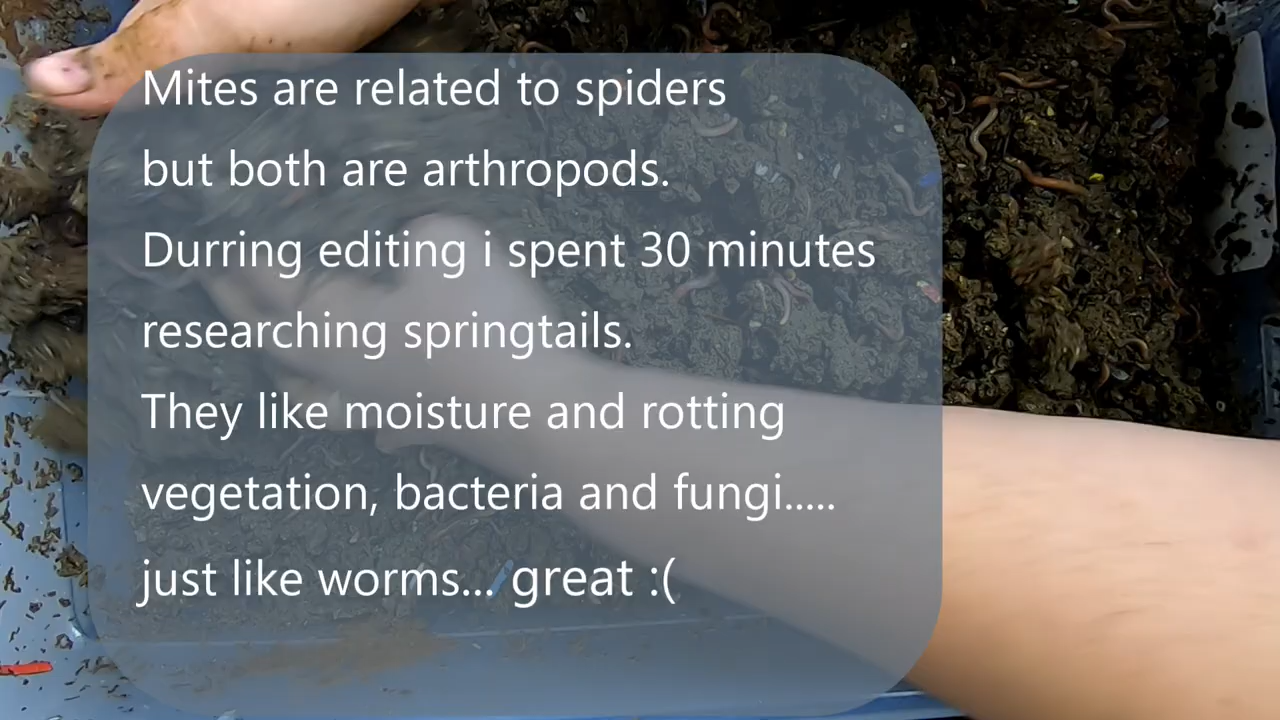 Mites are related to spiders
but both are arthropods.
Durring editing i spent 30 minutes
researching springtails.
They like moisture and rotting
vegetation, bacteria and fungi.....
just like worms... great :(